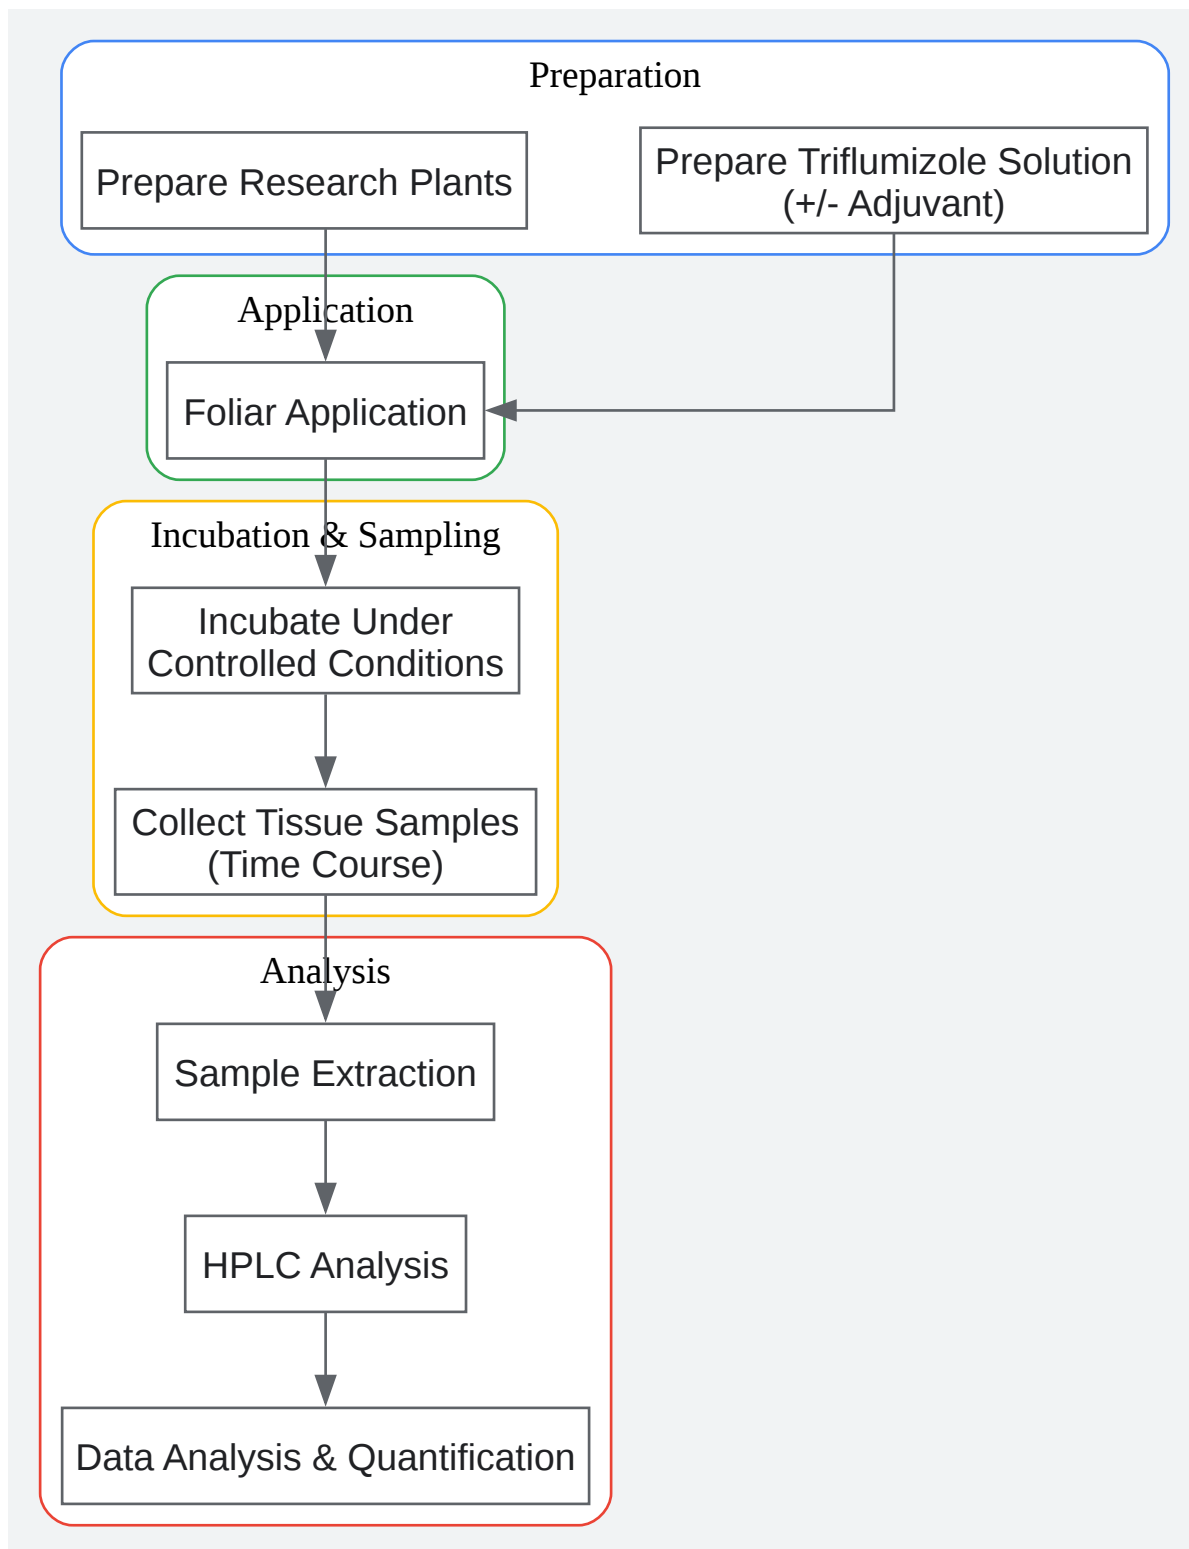 Preparation
Prepare Research Plants
Prepare Triflumizole Solution
(+/- Adjuvant)
Application
Foliar Application
Incubation & Sampling
Incubate Under
Controlled Conditions
Collect Tissue Samples
(Time Course)
Analysis
Sample Extraction
HPLC Analysis
Data Analysis & Quantification